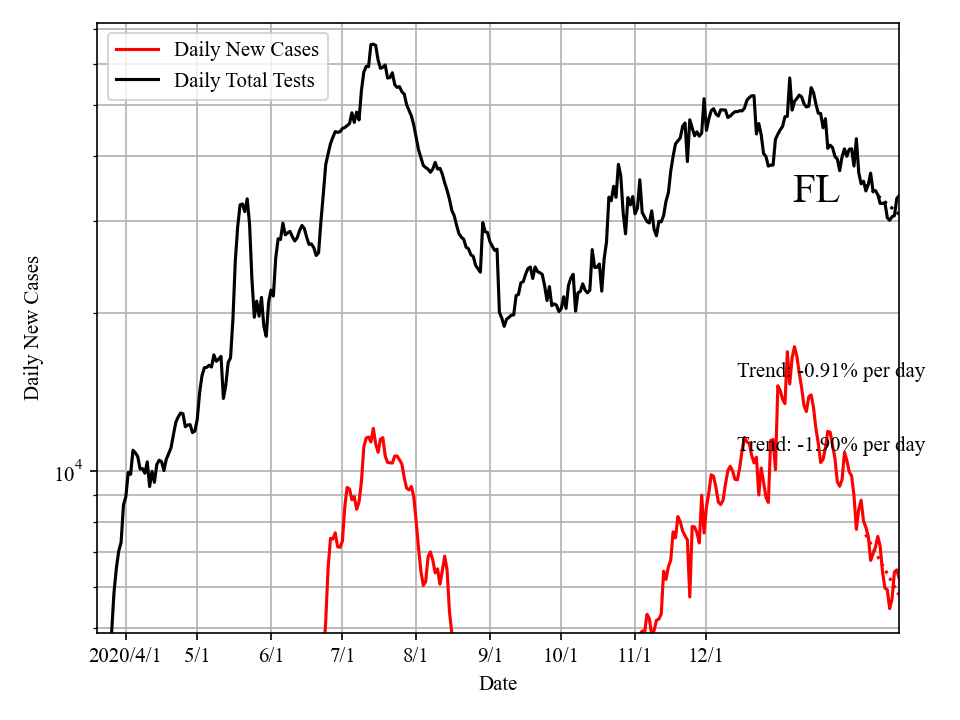 Daily New Cases
Daily Total Tests
FL
Trend: -0.91% per day
Trend: -1.90% per day
Daily New Cases
10^4
2020/4/1 5/1 6/1 7/1 8/1 9/1 10/1 11/1 12/1
Date